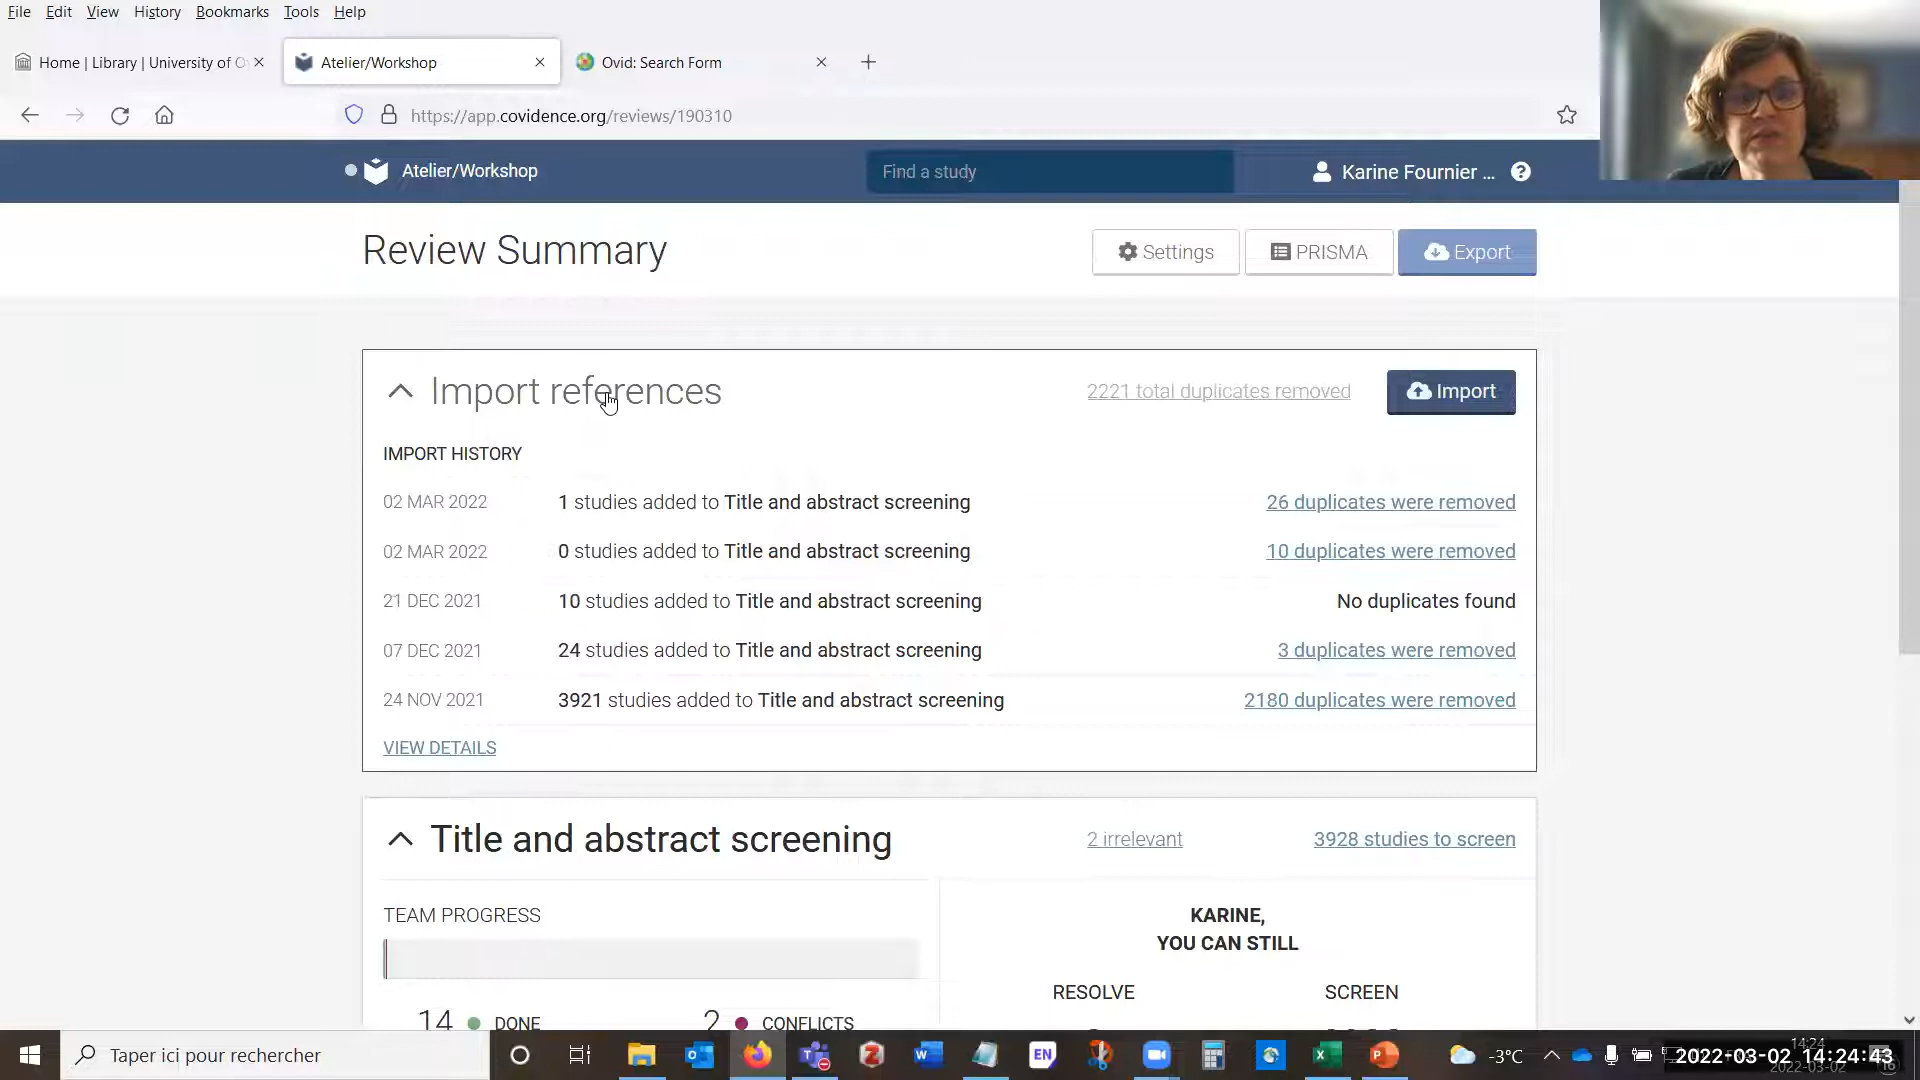 File Edit View History Bookmarks Tools Help
Home | Library | University of O
Atelier/Workshop
Ovid: Search Form
https://app.covidence.org/reviews/190310
Atelier/Workshop
Find a study
Karine Fournier ...
Review Summary
Settings
PRISMA
Export
Import references
2221 total duplicates removed
Import
IMPORT HISTORY
02 MAR 2022 1 studies added to Title and abstract screening 26 duplicates were removed
02 MAR 2022 0 studies added to Title and abstract screening 10 duplicates were removed
21 DEC 2021 10 studies added to Title and abstract screening No duplicates found
07 DEC 2021 24 studies added to Title and abstract screening 3 duplicates were removed
24 NOV 2021 3921 studies added to Title and abstract screening 2180 duplicates were removed
VIEW DETAILS
Title and abstract screening
2 irrelevant
3928 studies to screen
TEAM PROGRESS
KARINE,
YOU CAN STILL
RESOLVE SCREEN
14 DONE 2 CONFLICTS
Taper ici pour rechercher
EN
-3°C
14:24
2022-03-02 14:24:43
2022-03-02